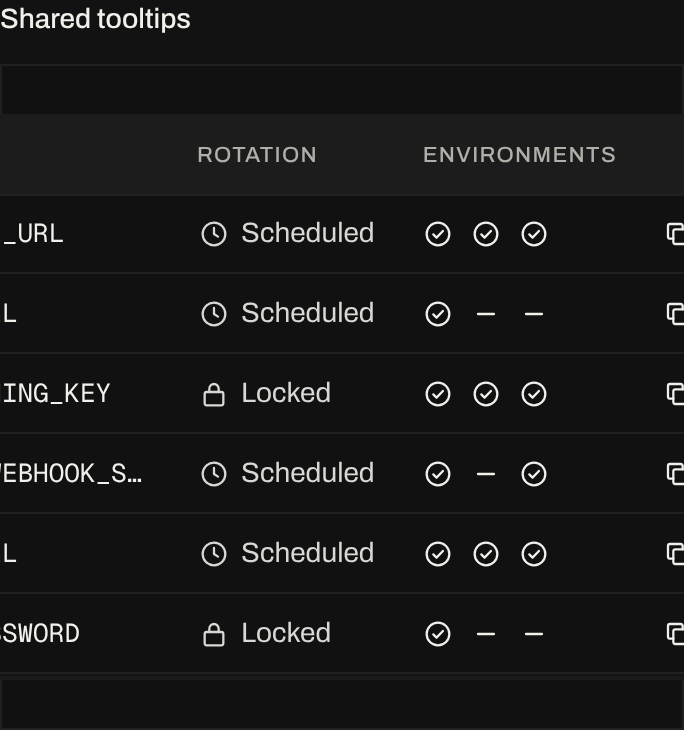 Shared tooltips
ROTATION ENVIRONMENTS
_URL Scheduled
L Scheduled
ING_KEY Locked
EBHOOK_S… Scheduled
L Scheduled
SWORD Locked